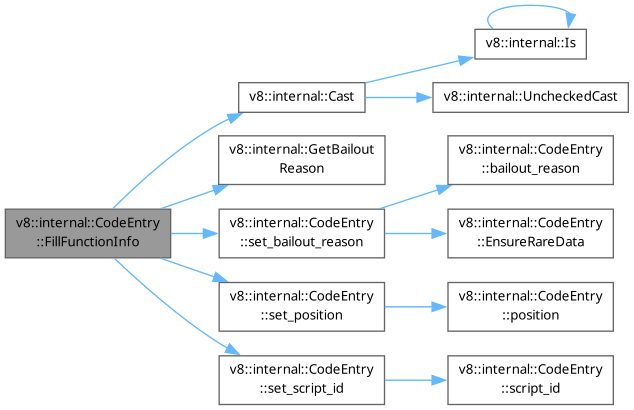 v8::internal::Is
v8::internal::Cast
v8::internal::UncheckedCast
v8::internal::GetBailout
Reason
v8::internal::CodeEntry
::bailout_reason
v8::internal::CodeEntry
::FillFunctionInfo
v8::internal::CodeEntry
::set_bailout_reason
v8::internal::CodeEntry
::EnsureRareData
v8::internal::CodeEntry
::set_position
v8::internal::CodeEntry
::position
v8::internal::CodeEntry
::set_script_id
v8::internal::CodeEntry
::script_id